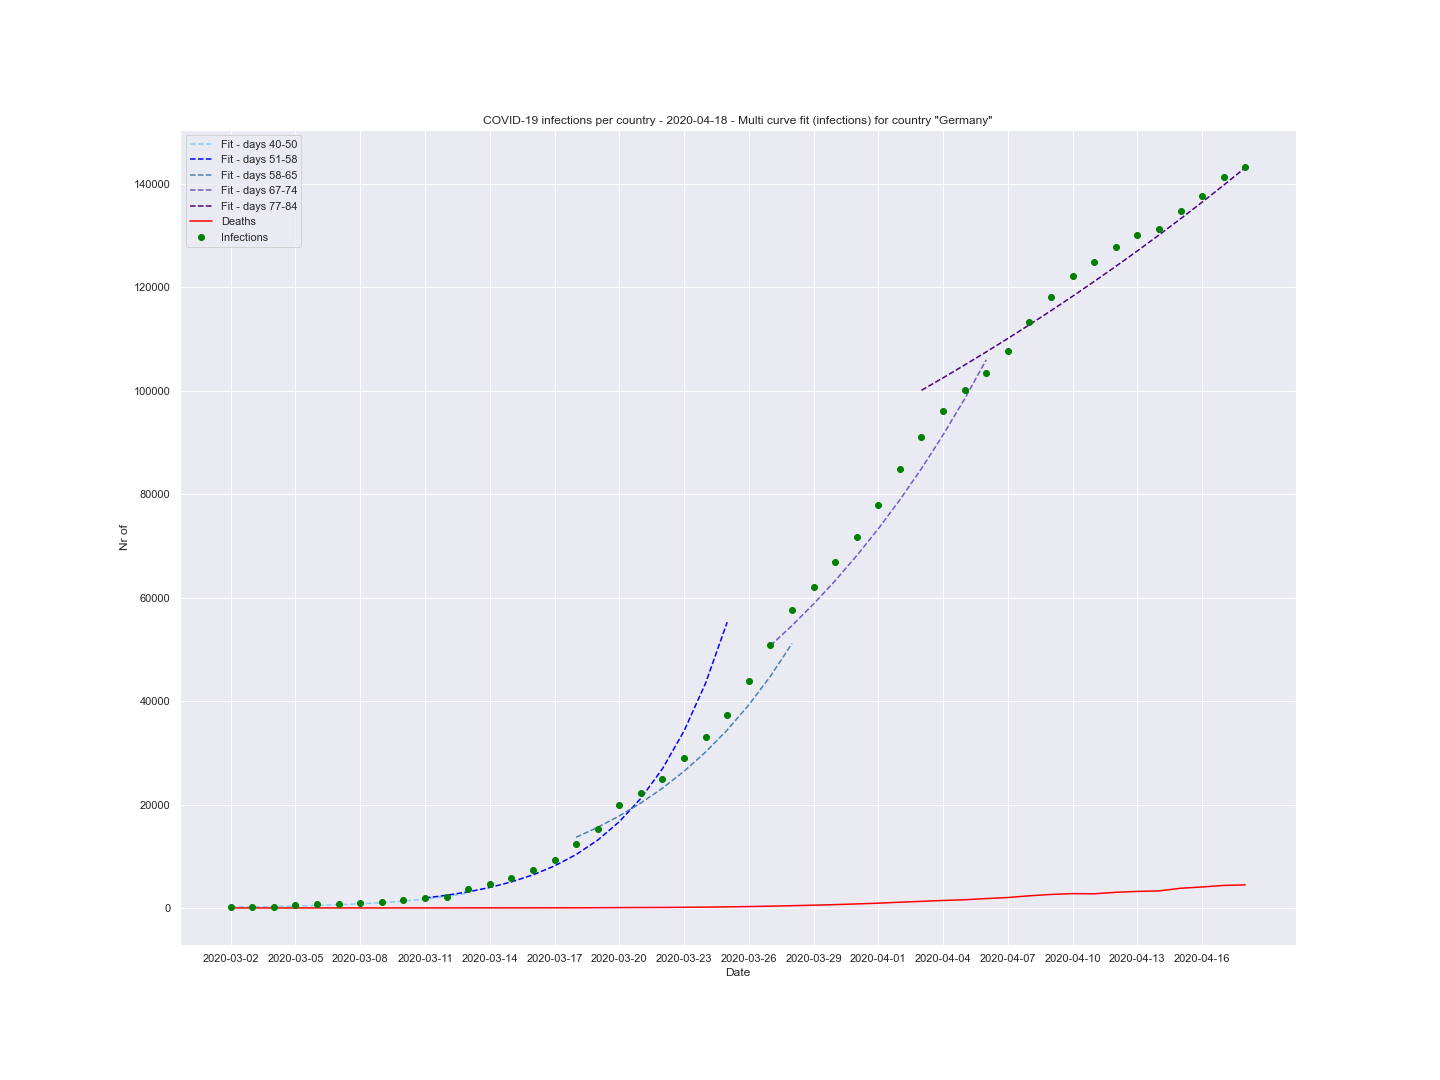 COVID-19 infections per country - 2020-04-18 - Multi curve fit (infections) for country "Germany"
Fit - days 40-50
Fit - days 51-58
Fit - days 58-65
Fit - days 67-74
Fit - days 77-84
Deaths
Infections
140000
120000
100000
80000
60000
40000
20000
0
Nr of
2020-03-02 2020-03-05 2020-03-08 2020-03-11 2020-03-14 2020-03-17 2020-03-20 2020-03-23 2020-03-26 2020-03-29 2020-04-01 2020-04-04 2020-04-07 2020-04-10 2020-04-13 2020-04-16
Date